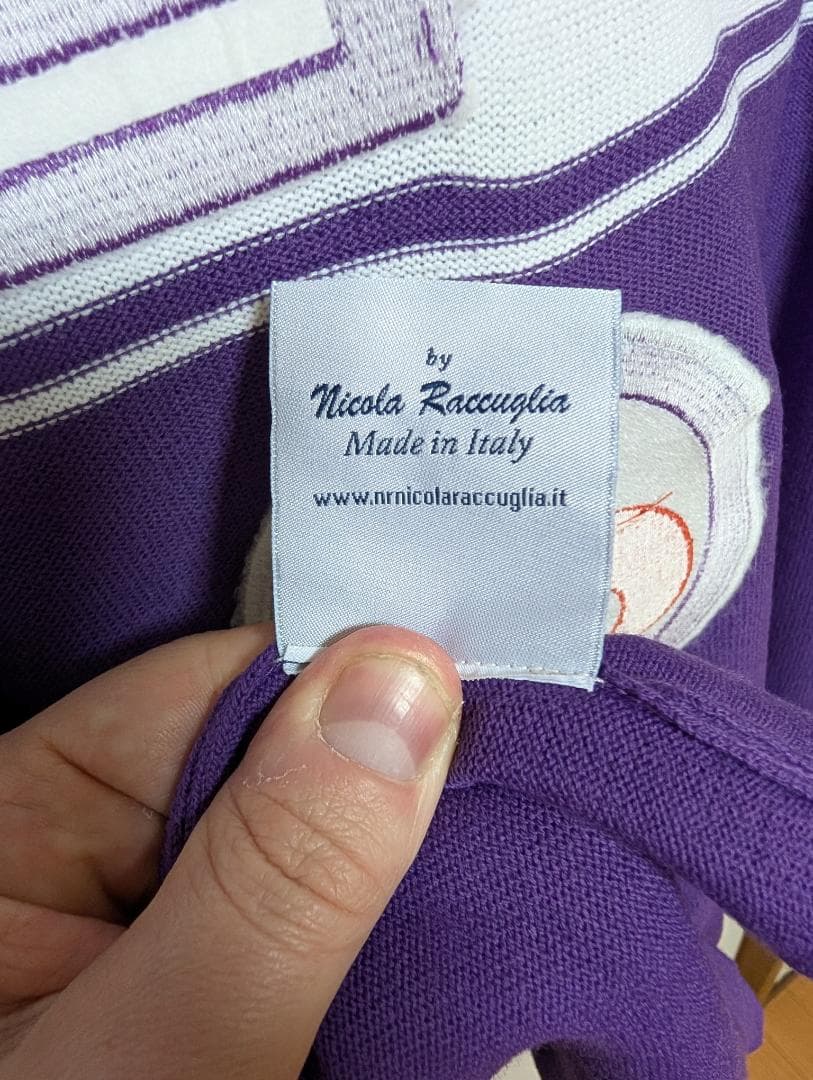 by
Nicola Raccuglia
Made in Italy
www.nrnicolaraccuglia.it